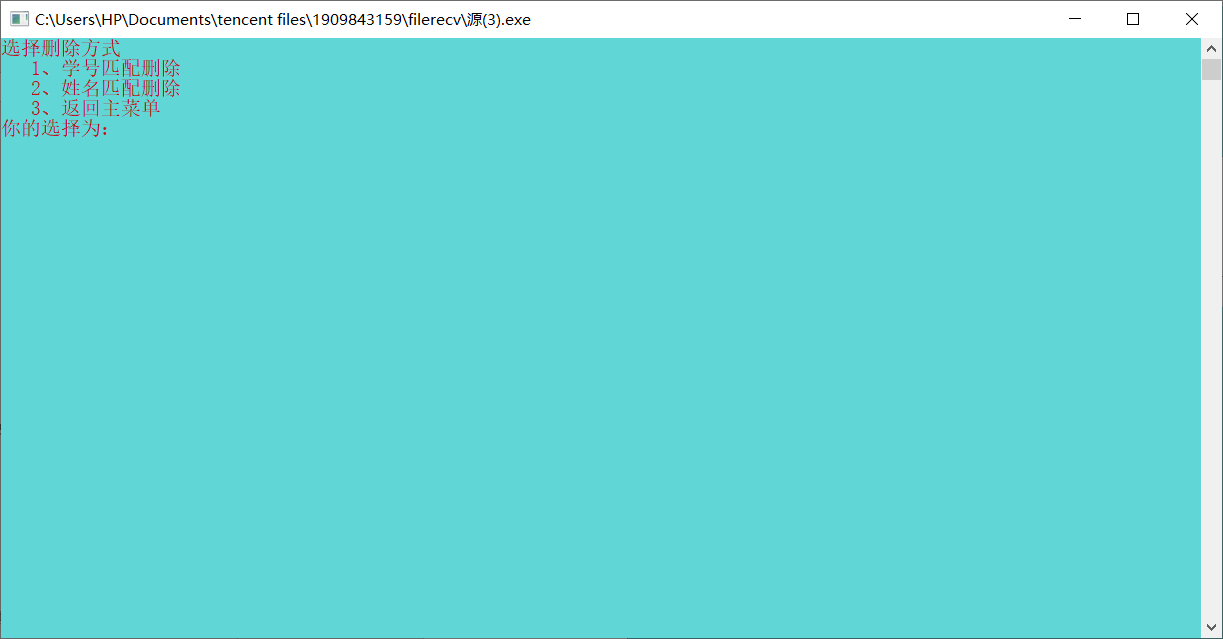 C:\Users\HP\Documents\tencent files\1909843159\filerecv\源(3).exe
选择删除方式
1、学号匹配删除
2、姓名匹配删除
3、返回主菜单
你的选择为: